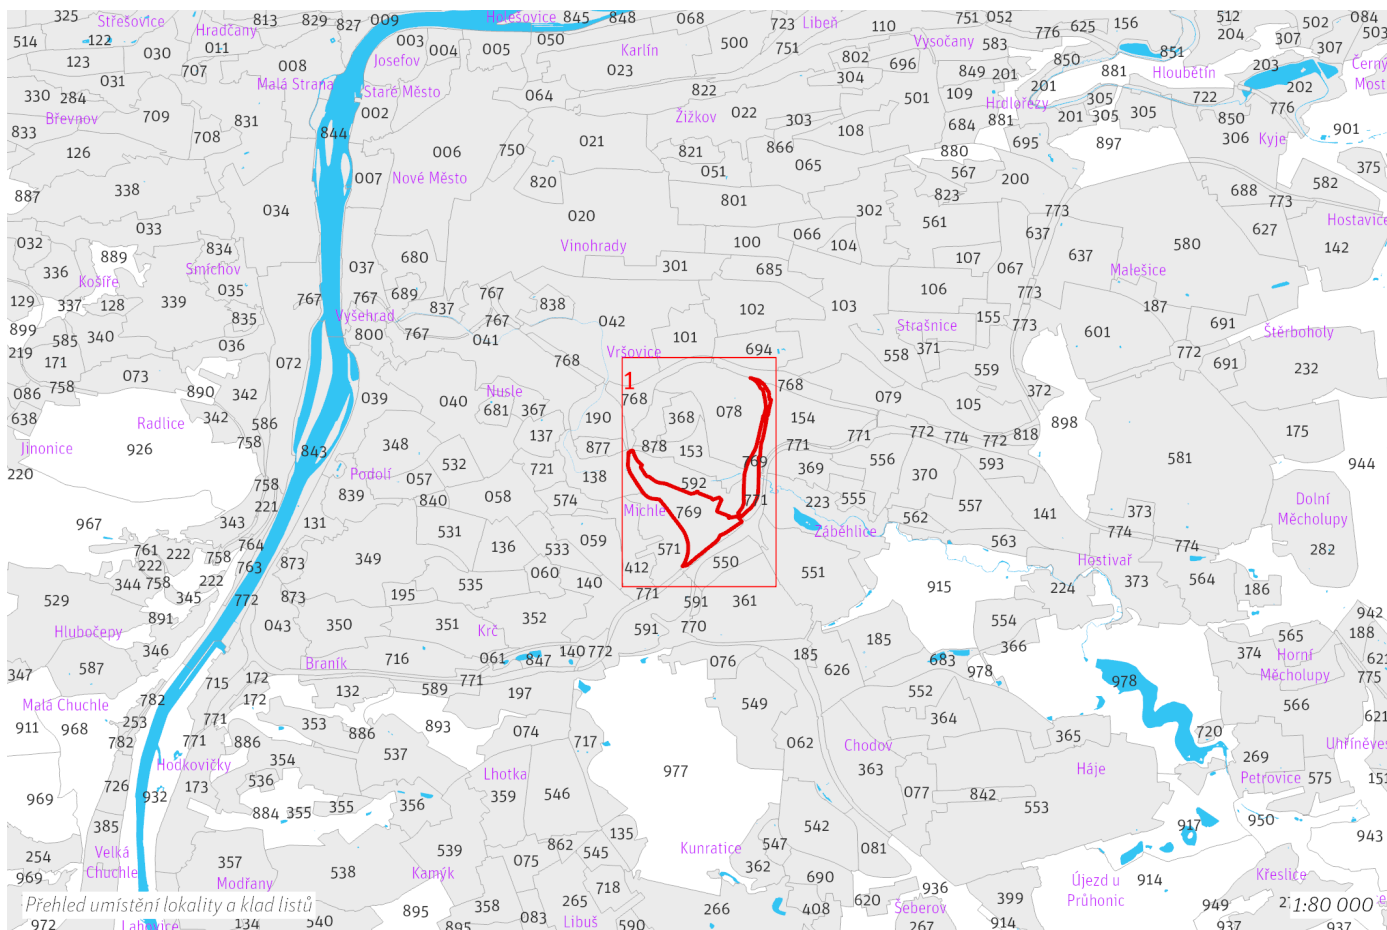 Střešovice 813 829 827 009 Holešovice 845 848 068 723 Libeň 110 751 052 625 156 512 502 084
325 514 122 030 Hradčany 011 003 004 005 050 Karlín 500 751 802 Vysočany 583 776 204 307 307 503
123 031 707 008 Josefov 023 304 696 849 201 850 881 851 Hloubětín 203 Černý
330 284 Malá Strana Staré Město 064 822 501 109 201 305 722 202 Most
Břevnov 709 831 002 Žižkov 022 303 Hrdlořezy 881 201 305 305 850 776
833 708 844 021 108 684 306 901
126 006 750 821 866 880 695 897 Kyje
338 007 Nové Město 820 051 065 567 200 375
887 034 801 823 688 773 582
033 020 302 561 773 627 Hostavice
032 889 834 Vinohrady 100 066 104 637 637 580 142
336 Smíchov 037 680 301 685 107 067 Malešice
Košíře 035 689 767 838 106 773
129 337 128 339 767 767 837 102 103 187
899 835 Vyšehrad 767 042 Strašnice 155 773 601 691 Štěrboholy
585 340 036 800 767 041 101 371
219 171 072 768 Vršovice 694 558 772 691 232
086 758 073 890 342 Nusle 1 768 559 372
638 Radlice 342 586 039 040 681 367 190 768 368 078 154 079 105 898
Jinonice 926 758 843 348 137 877 878 153 771 771 772 774 772 818 175
220 Podolí 532 721 138 769 369 556 593 581 944
758 057 592 370 Dolní
221 839 840 058 574 Michle 769 771 223 555 557 Měcholupy
967 343 131 531 059 Záběhlice 562 141 373
761 222 758 764 136 533 571 563 774 774 282
222 763 873 349 412 550 551 Hostivař
344 758 222 535 060 140 915 224 373 564 186
529 345 772 873 195 771 591 361
891 043 352 554 942
Hlubočepy 350 351 Krč 591 770 185 366 565 188
346 140 772 374 Horní 621
347 587 Braník 716 061 847 076 185 626 683 978 Měcholupy 775
715 172 771 978
Malá Chuchle 782 172 132 589 197 549 552 566
253 771 353 893 364 621
911 968 782 771 886 886 074 717 062 Chodov 365 720 Uhříněves
Hodkovičky 354 537 269
173 536 Lhotka 363 Háje Petrovice 575 151
726 932 359 546 977 077 842
969 884 355 355 356 553
385 135 542 917 950 943
254 Velká 539 862 547 081
969 Chuchle 357 538 075 545 Kunratice 362
Modřany Kamýk 718 690 936 Újezd u 914 Křeslice
Přehled umístění lokality a klad listů 895 358 083 265 266 408 620 Šeberov 399 Průhonic 949 1:80 000
972 Lahovice 134 540 895 Libuš 590 267 914 937 937